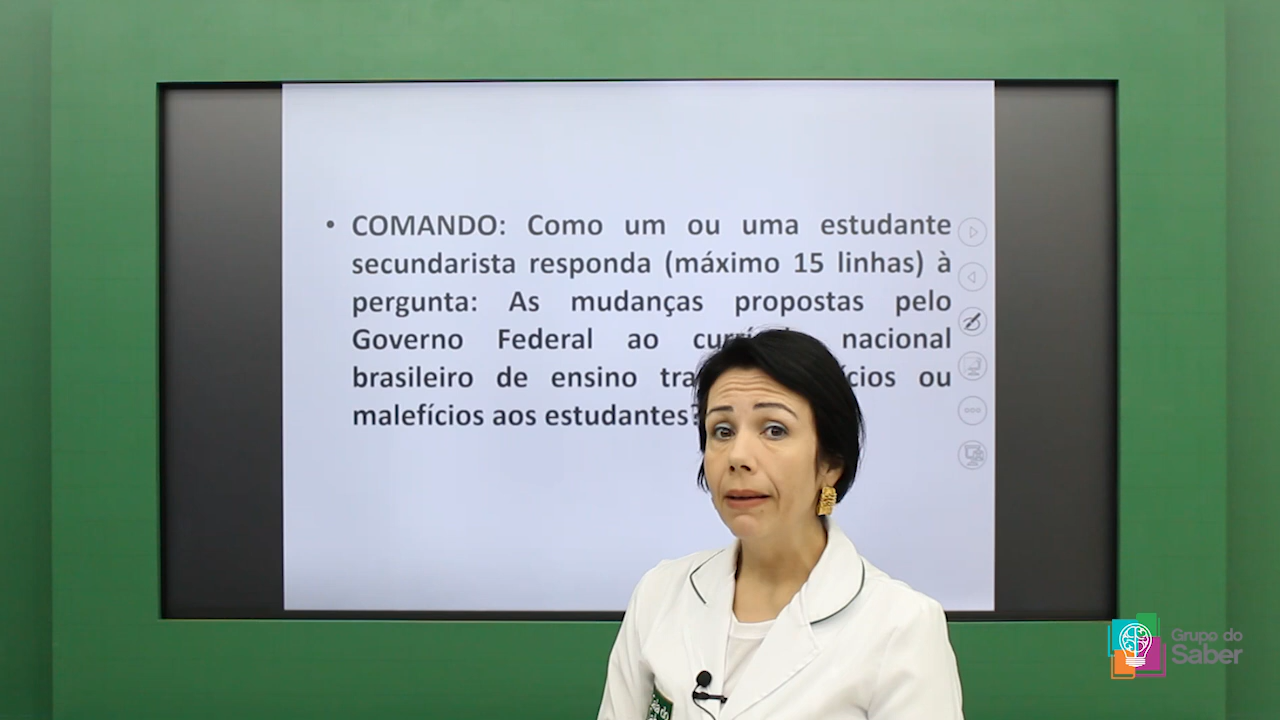 • COMANDO: Como um ou uma estudante
secundarista responda (máximo 15 linhas) à
pergunta: As mudanças propostas pelo
Governo Federal ao nacional
brasileiro de ensino ou
malefícios aos estudantes?
Grupo do
Saber